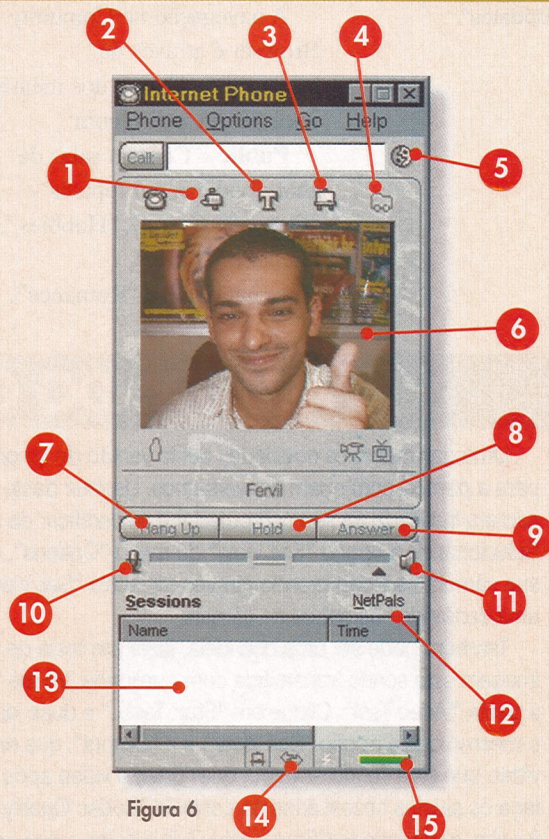 2
3
4
Internet Phone
Phone Options Go Help
Call:
5
1
T
6
7
8
Fervil
Hang Up Hold Answer
9
10
11
Sessions NetPals
Name Time
13
12
Figura 6
14
15